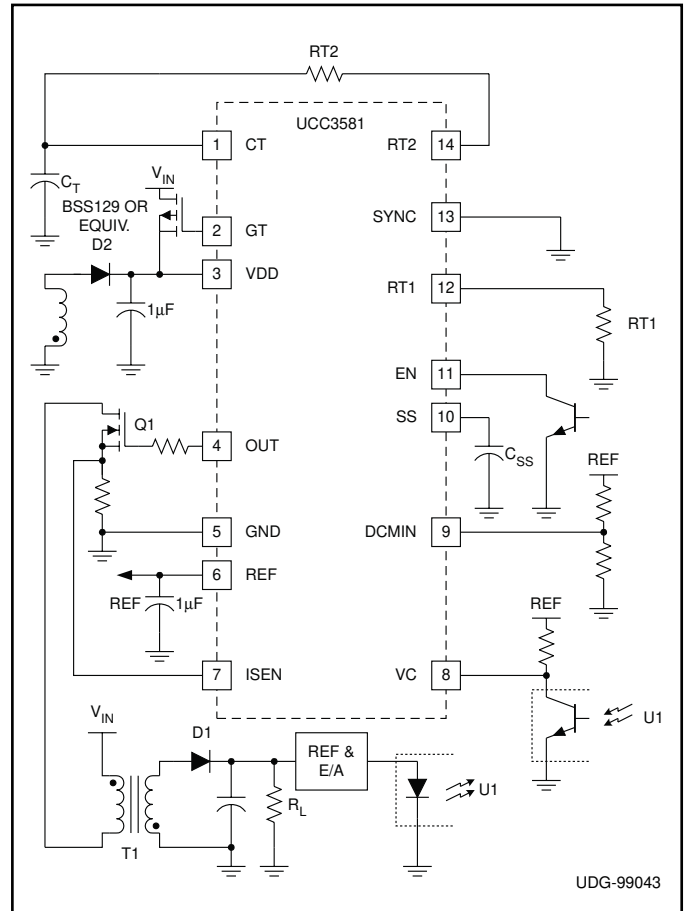 RT2
UCC3581
1 CT
RT2 14
C_T
V_IN
BSS129 OR
EQUIV.
D2
2 GT
SYNC 13
3 VDD
1µF
RT1 12
RT1
EN 11
SS 10
C_SS
Q1
4 OUT
REF
5 GND
DCMIN 9
6 REF
REF
1µF
REF
7 ISEN
VC 8
U1
V_IN
D1
REF &
E/A
R_L
U1
T1
UDG-99043